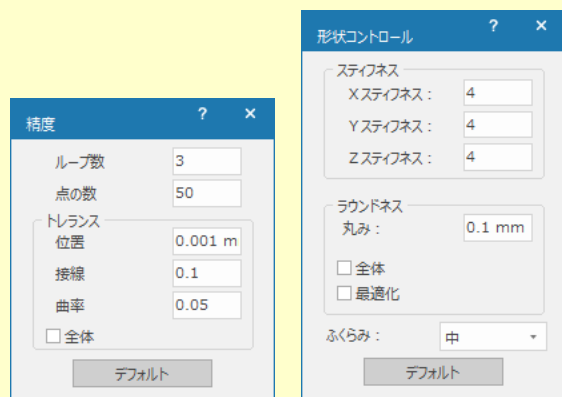 精度 ? ×
ループ数 3
点の数 50
トレランス
位置 0.001 m
接線 0.1
曲率 0.05
全体
デフォルト
形状コントロール ? ×
スティフネス
Xスティフネス : 4
Yスティフネス : 4
Zスティフネス : 4
ラウンドネス
丸み : 0.1 mm
全体
最適化
ふくらみ : 中
デフォルト